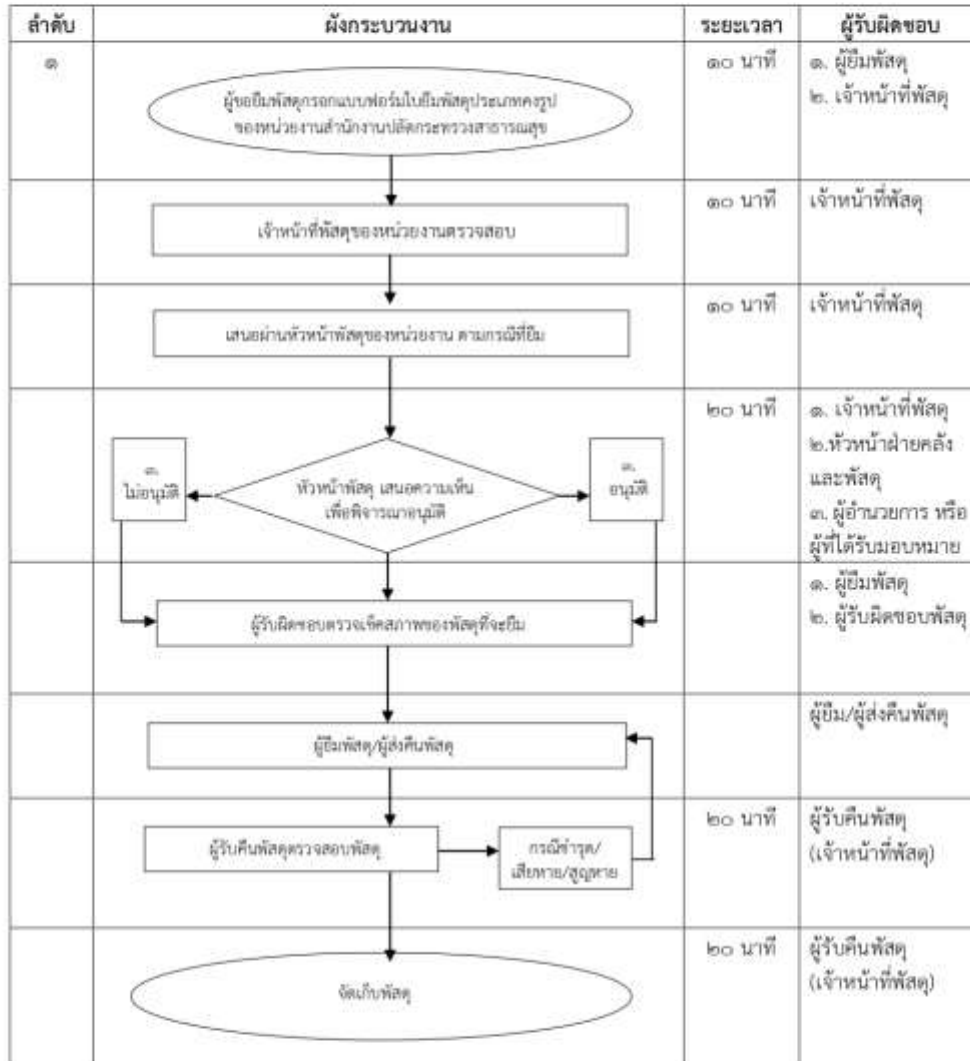 ลำดับ
ผังกระบวนงาน
ระยะเวลา
ผู้รับผิดชอบ
๑
ผู้ขอยืมพัสดุกรอกแบบฟอร์มใบยืมพัสดุประเภทคงรูป
ของหน่วยงานสำนักงานปลัดกระทรวงสาธารณสุข
๑๐ นาที
๑. ผู้ยืมพัสดุ
๒. เจ้าหน้าที่พัสดุ
เจ้าหน้าที่พัสดุของหน่วยงานตรวจสอบ
๑๐ นาที
เจ้าหน้าที่พัสดุ
เสนอผ่านหัวหน้าพัสดุของหน่วยงาน ตามกรณีที่ยืม
๑๐ นาที
เจ้าหน้าที่พัสดุ
๓.
ไม่อนุมัติ
หัวหน้าพัสดุ เสนอความเห็น
เพื่อพิจารณาอนุมัติ
๓.
อนุมัติ
๒๐ นาที
๑. เจ้าหน้าที่พัสดุ
๒.หัวหน้าฝ่ายคลัง
และพัสดุ
๓. ผู้อำนวยการ หรือ
ผู้ที่ได้รับมอบหมาย
ผู้รับผิดชอบตรวจเช็คสภาพของพัสดุที่จะยืม
๑. ผู้ยืมพัสดุ
๒. ผู้รับผิดชอบพัสดุ
ผู้ยืมพัสดุ/ผู้ส่งคืนพัสดุ
ผู้ยืม/ผู้ส่งคืนพัสดุ
ผู้รับคืนพัสดุตรวจสอบพัสดุ
กรณีชำรุด/
เสียหาย/สูญหาย
๒๐ นาที
ผู้รับคืนพัสดุ
(เจ้าหน้าที่พัสดุ)
จัดเก็บพัสดุ
๒๐ นาที
ผู้รับคืนพัสดุ
(เจ้าหน้าที่พัสดุ)